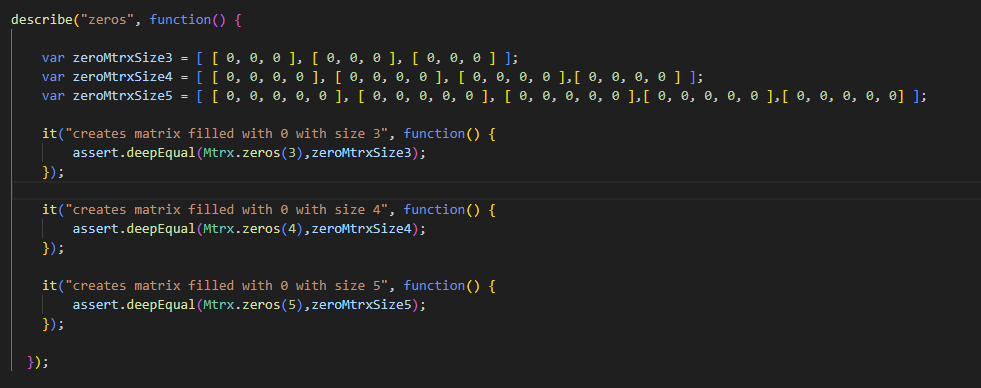 describe("zeros", function() {
var zeroMtrxSize3 = [ [ 0, 0, 0 ], [ 0, 0, 0 ], [ 0, 0, 0 ] ];
var zeroMtrxSize4 = [ [ 0, 0, 0, 0 ], [ 0, 0, 0, 0 ], [ 0, 0, 0, 0 ],[ 0, 0, 0, 0 ] ];
var zeroMtrxSize5 = [ [ 0, 0, 0, 0, 0 ], [ 0, 0, 0, 0, 0 ], [ 0, 0, 0, 0, 0 ],[ 0, 0, 0, 0, 0 ],[ 0, 0, 0, 0, 0] ];
it("creates matrix filled with 0 with size 3", function() {
assert.deepEqual(Mtrx.zeros(3),zeroMtrxSize3);
});
it("creates matrix filled with 0 with size 4", function() {
assert.deepEqual(Mtrx.zeros(4),zeroMtrxSize4);
});
it("creates matrix filled with 0 with size 5", function() {
assert.deepEqual(Mtrx.zeros(5),zeroMtrxSize5);
});
});